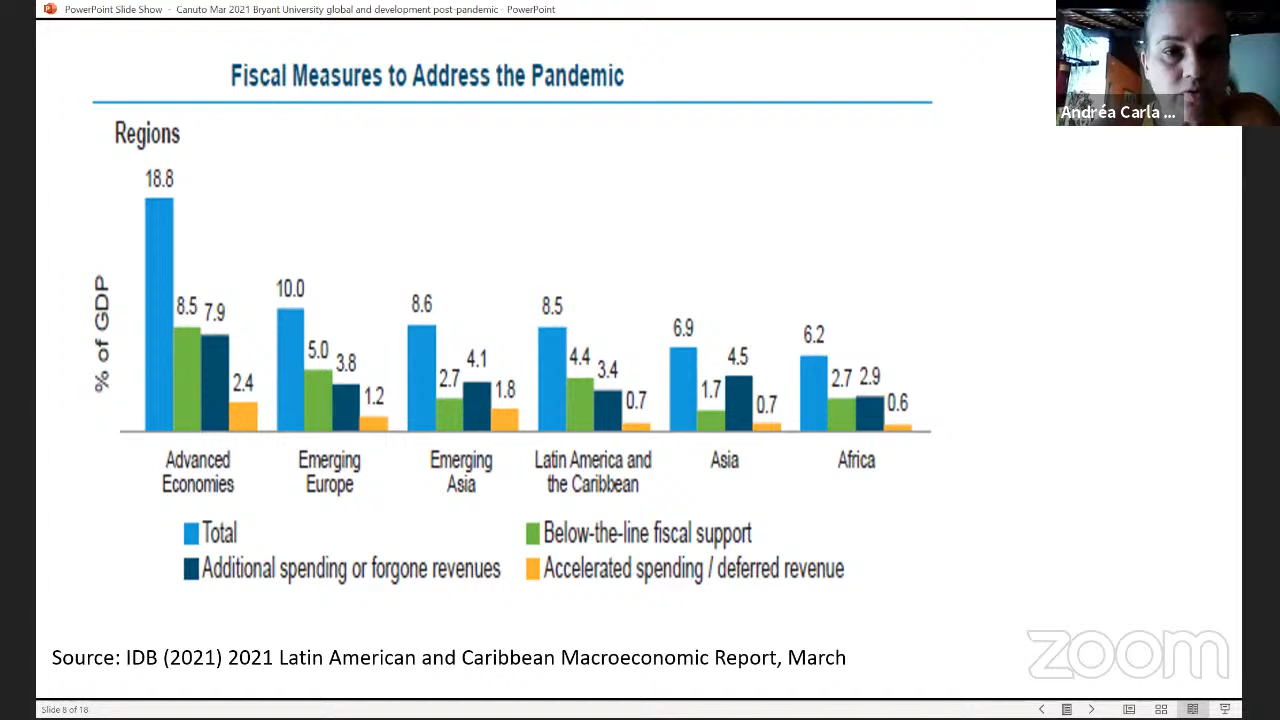 PowerPoint Slide Show - Canuto Mar 2021 Bryant University global and development post-pandemic - PowerPoint
Andréa Carla ...
Fiscal Measures to Address the Pandemic
Regions
% of GDP
18.8
8.5
7.9
2.4
10.0
5.0
3.8
1.2
8.6
2.7
4.1
1.8
8.5
4.4
3.4
0.7
6.9
1.7
4.5
0.7
6.2
2.7
2.9
0.6
Advanced
Economies
Emerging
Europe
Emerging
Asia
Latin America and
the Caribbean
Asia
Africa
Total
Below-the-line fiscal support
Additional spending or forgone revenues
Accelerated spending / deferred revenue
Source: IDB (2021) 2021 Latin American and Caribbean Macroeconomic Report, March
zoom
Slide 8 of 18